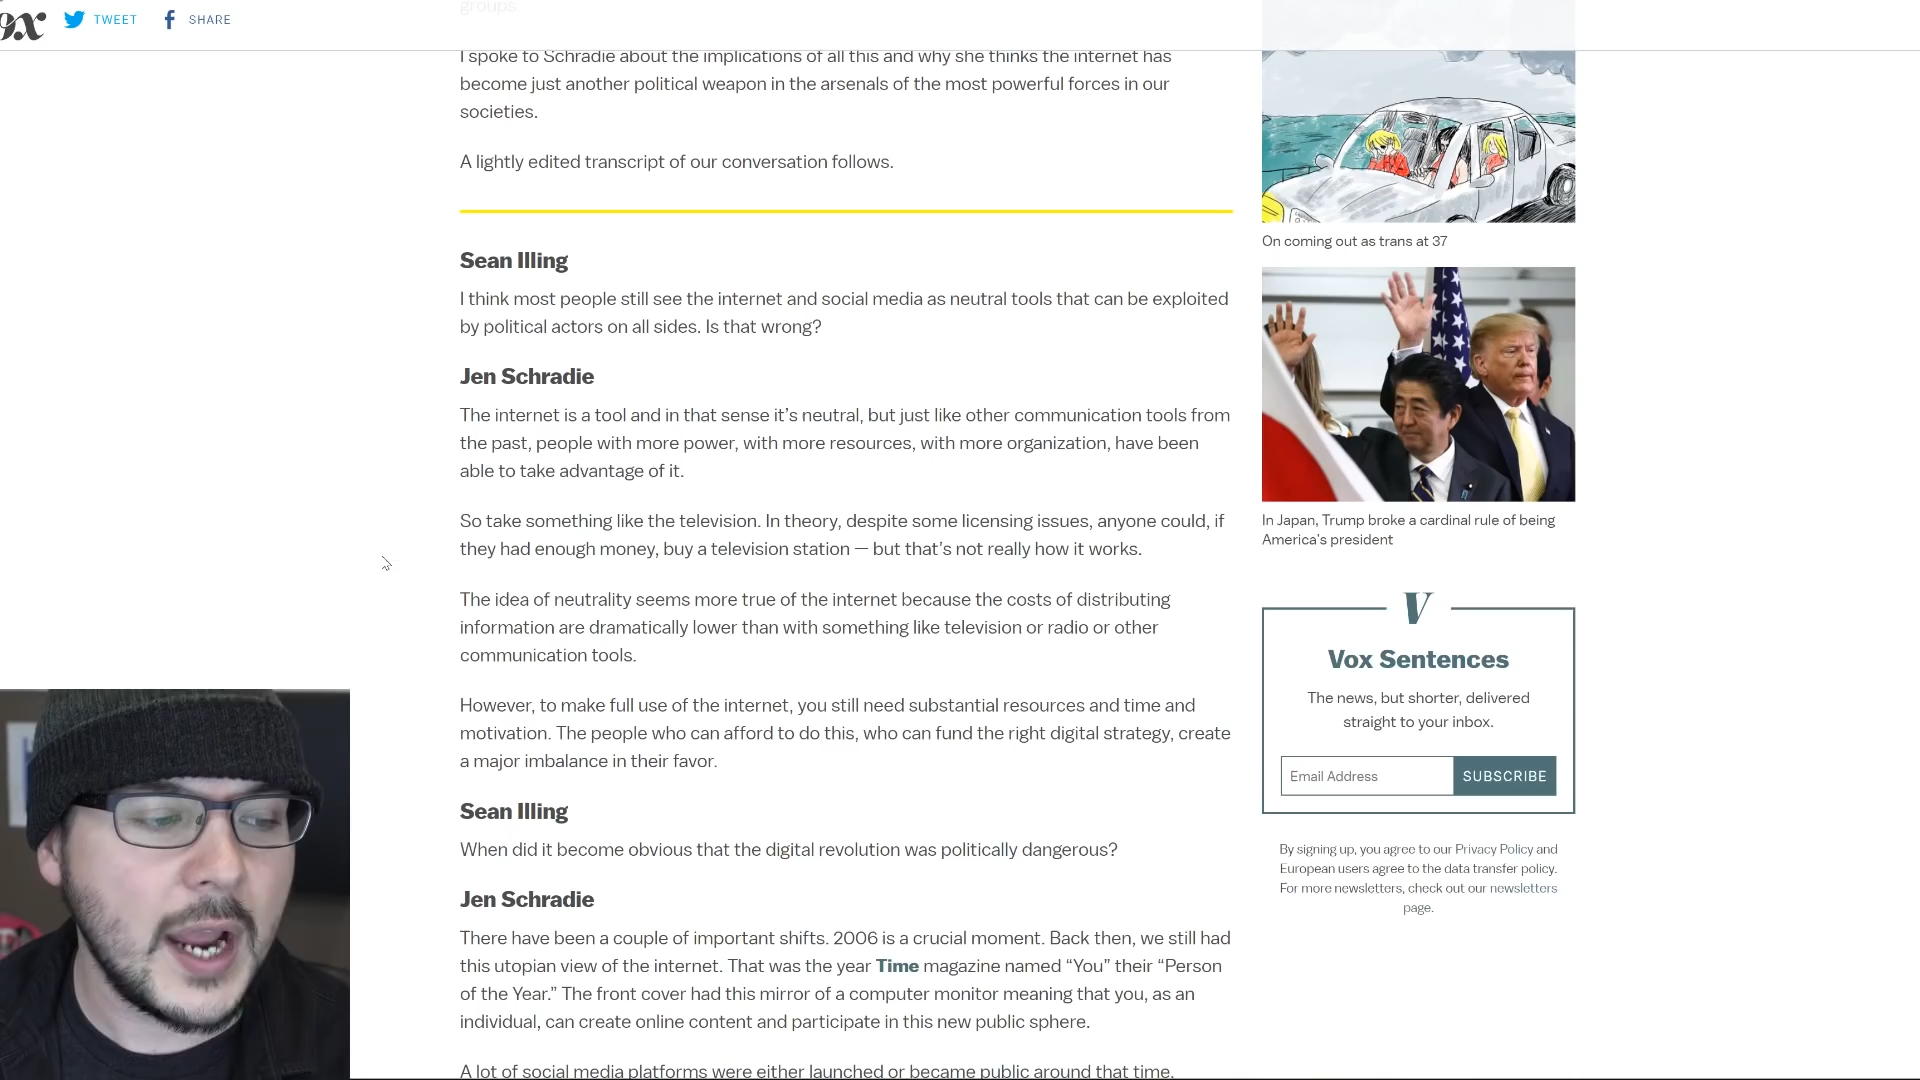 TWEET
SHARE
groups.
I spoke to Schradie about the implications of all this and why she thinks the internet has
become just another political weapon in the arsenals of the most powerful forces in our
societies.
A lightly edited transcript of our conversation follows.
Sean Illing
I think most people still see the internet and social media as neutral tools that can be exploited
by political actors on all sides. Is that wrong?
Jen Schradie
The internet is a tool and in that sense it’s neutral, but just like other communication tools from
the past, people with more power, with more resources, with more organization, have been
able to take advantage of it.
So take something like the television. In theory, despite some licensing issues, anyone could, if
they had enough money, buy a television station — but that’s not really how it works.
The idea of neutrality seems more true of the internet because the costs of distributing
information are dramatically lower than with something like television or radio or other
communication tools.
However, to make full use of the internet, you still need substantial resources and time and
motivation. The people who can afford to do this, who can fund the right digital strategy, create
a major imbalance in their favor.
Sean Illing
When did it become obvious that the digital revolution was politically dangerous?
Jen Schradie
There have been a couple of important shifts. 2006 is a crucial moment. Back then, we still had
this utopian view of the internet. That was the year Time magazine named “You” their “Person
of the Year.” The front cover had this mirror of a computer monitor meaning that you, as an
individual, can create online content and participate in this new public sphere.
A lot of social media platforms were either launched or became public around that time.
On coming out as trans at 37
In Japan, Trump broke a cardinal rule of being
America’s president
V
Vox Sentences
The news, but shorter, delivered
straight to your inbox.
Email Address
SUBSCRIBE
By signing up, you agree to our Privacy Policy and
European users agree to the data transfer policy.
For more newsletters, check out our newsletters
page.